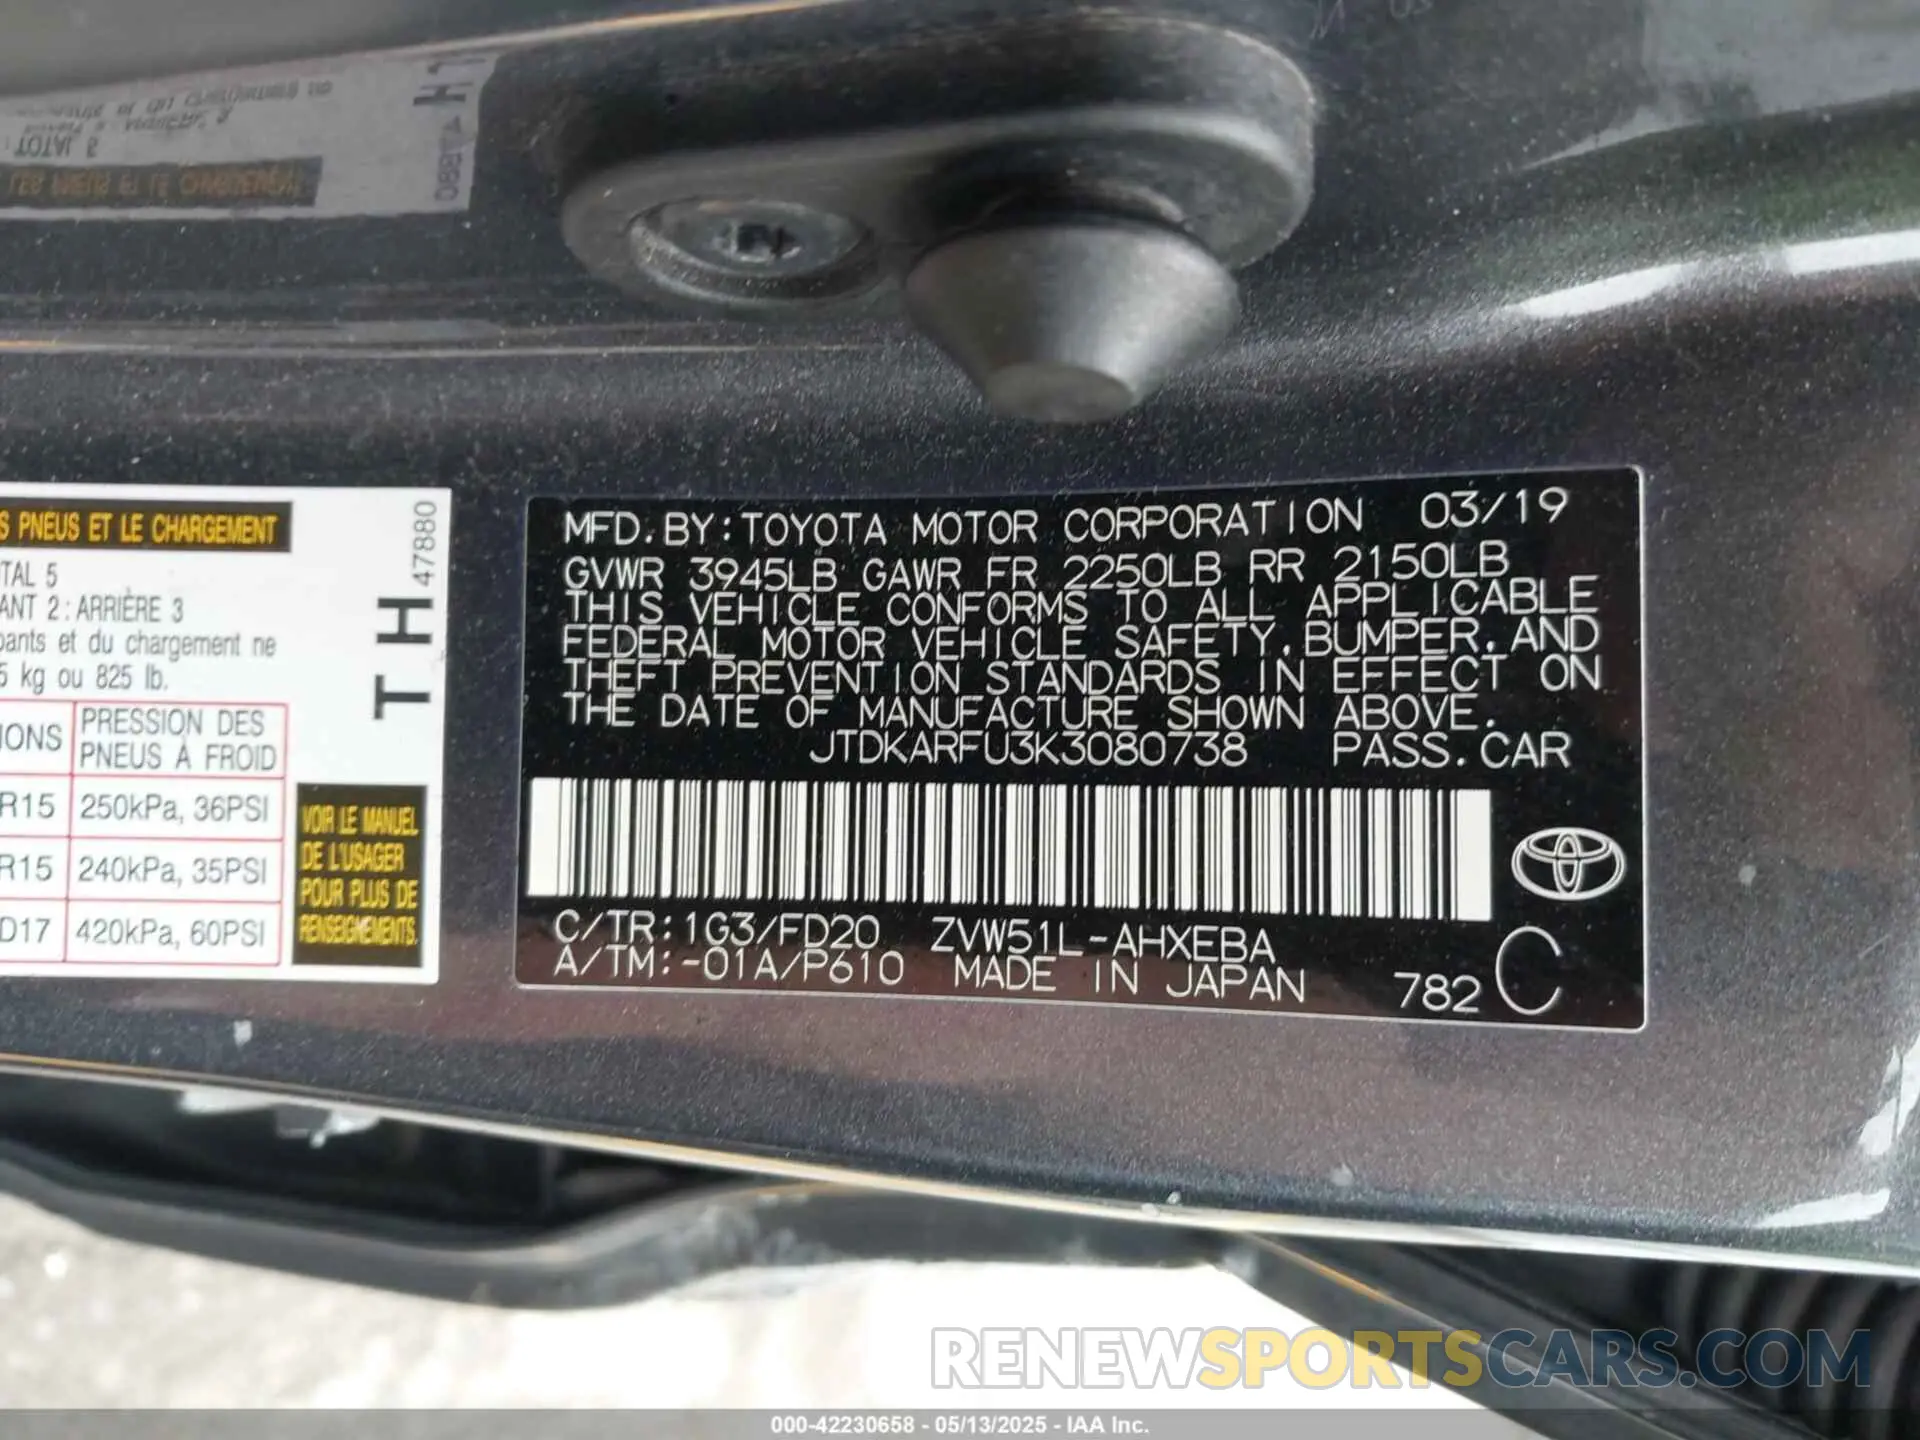 S PNEUS ET LE CHARGEMENT
TAL 5
ANT 2 : ARRIÈRE 3
pants et du chargement ne
5 kg ou 825 lb.
IONS PRESSION DES
PNEUS À FROID
R15 250kPa, 36PSI
R15 240kPa, 35PSI
D17 420kPa, 60PSI
47880
TH
VOIR LE MANUEL
DE L'USAGER
POUR PLUS DE
RENSEIGNEMENTS.
MFD.BY:TOYOTA MOTOR CORPORATION 03/19
GVWR 3945LB GAWR FR 2250LB RR 2150LB
THIS VEHICLE CONFORMS TO ALL APPLICABLE
FEDERAL MOTOR VEHICLE SAFETY,BUMPER,AND
THEFT PREVENTION STANDARDS IN EFFECT ON
THE DATE OF MANUFACTURE SHOWN ABOVE.
JTDKARFU3K3080738 PASS.CAR
C/TR:1G3/FD20 ZVW51L-AHXEBA
A/TM:-01A/P610 MADE IN JAPAN 782 C
RENEWSPORTSCARS.COM
000-42230658 - 05/13/2025 - IAA Inc.